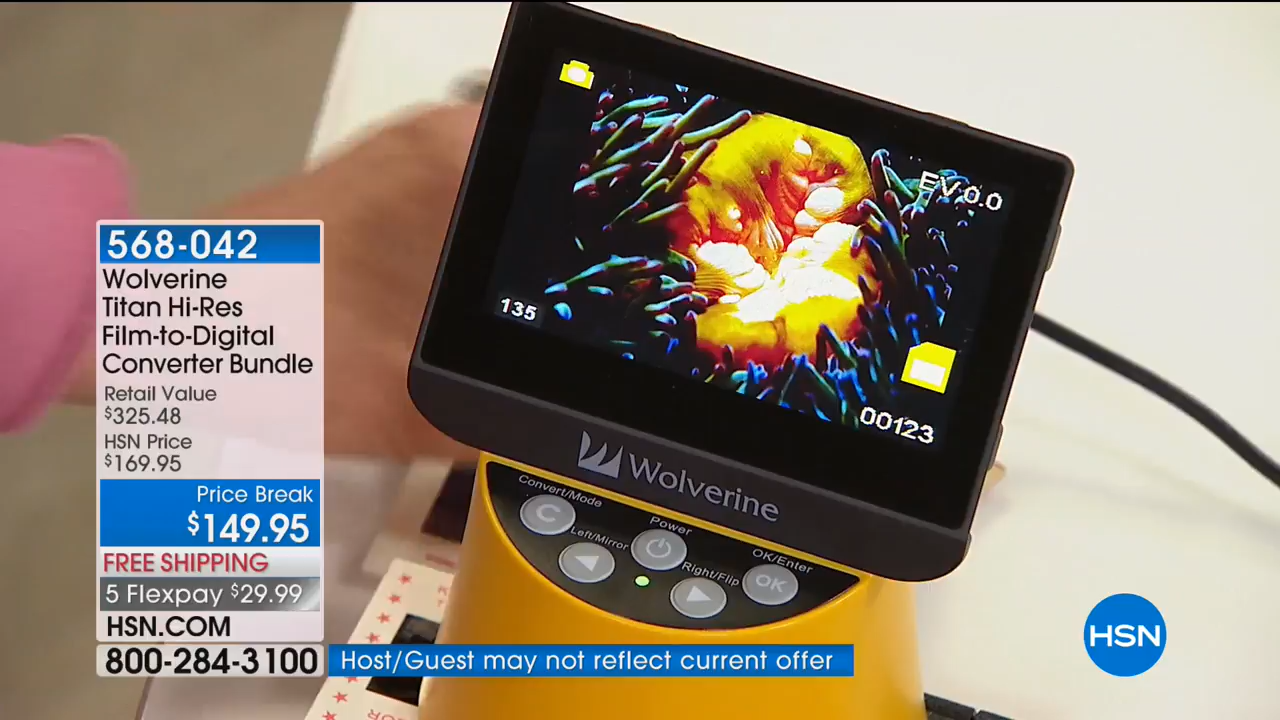 568-042
Wolverine
Titan Hi-Res
Film-to-Digital
Converter Bundle
Retail Value
$325.48
HSN Price
$169.95
Price Break
$149.95
FREE SHIPPING
5 Flexpay $29.99
HSN.COM
800-284-3100
Host/Guest may not reflect current offer
EV 0.0
135
00123
Wolverine
Convert/Mode
C
Power
Left/Mirror
OK/Enter
Right/Flip
OK
HSN